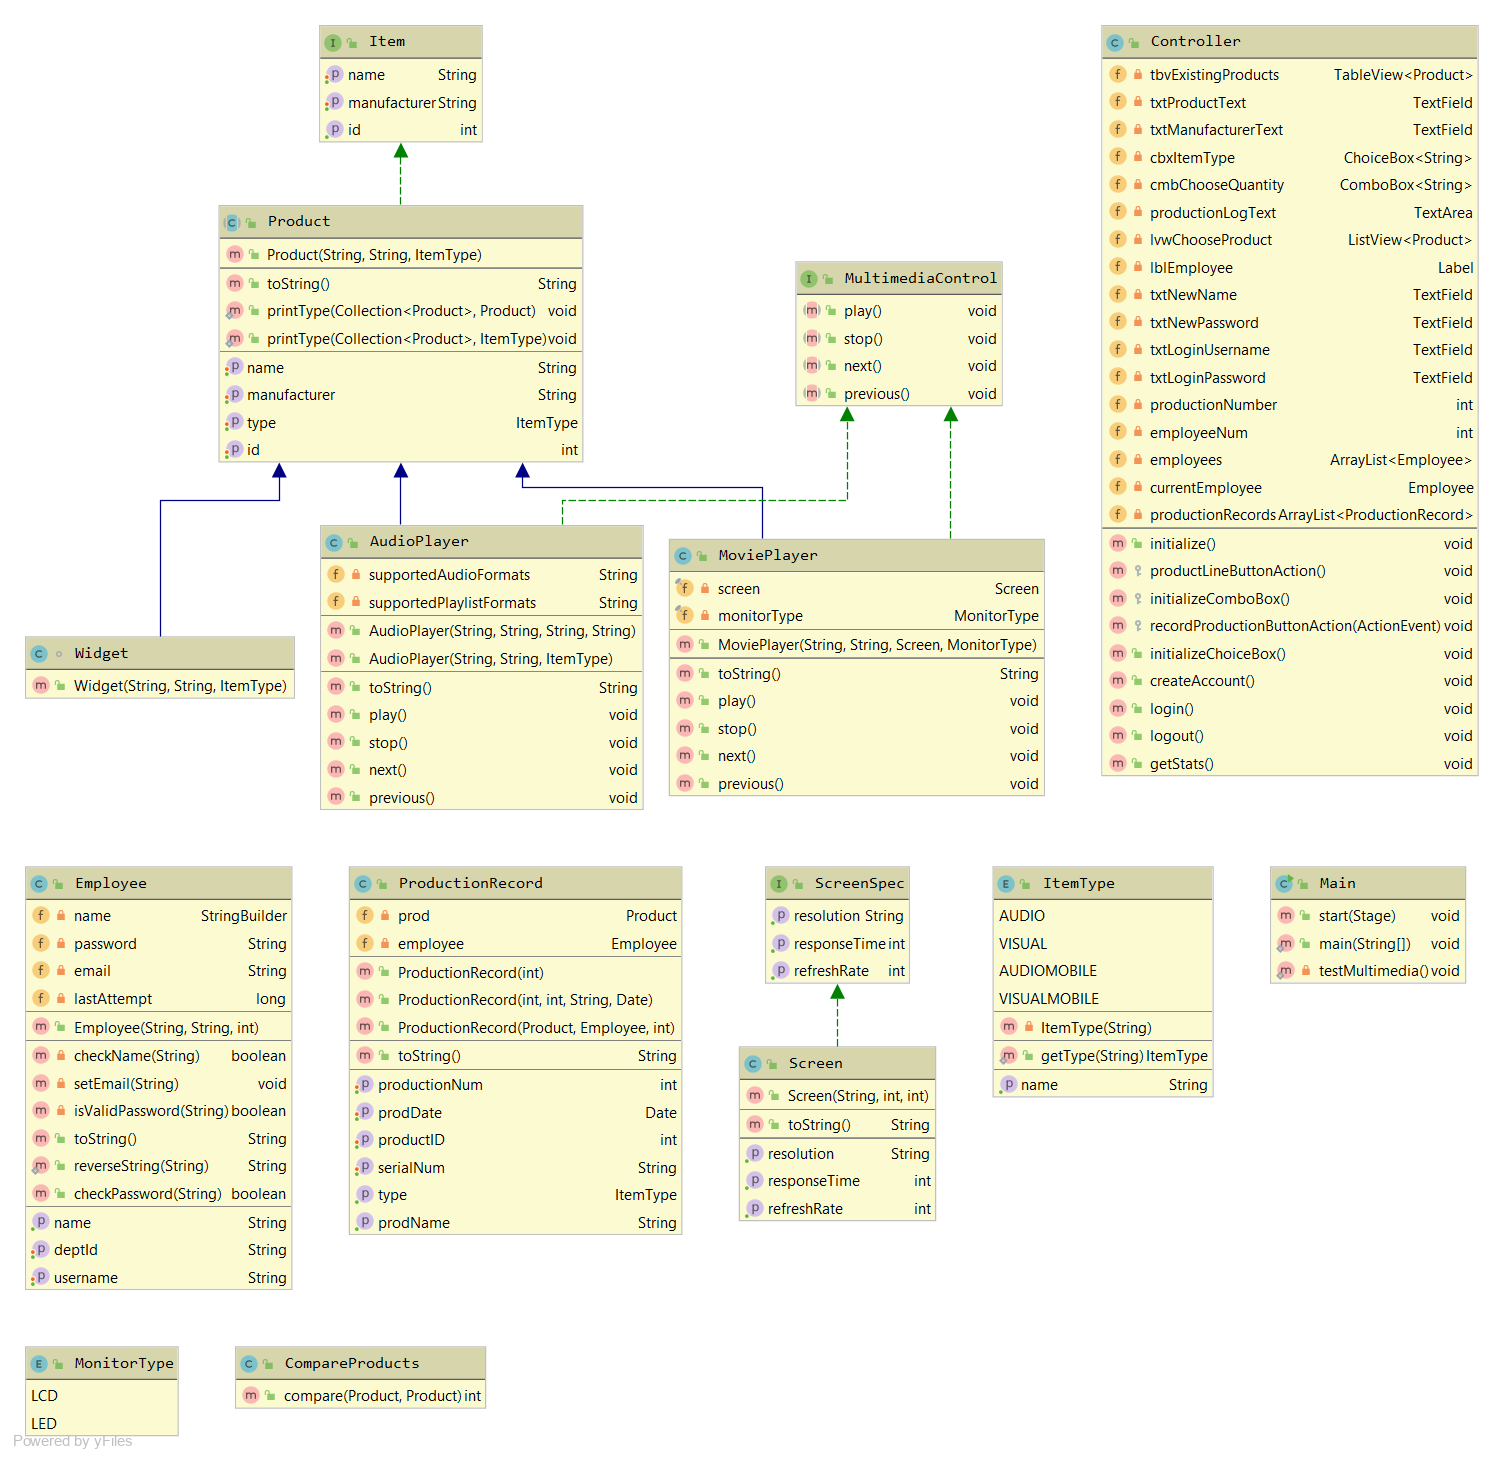 Item
name String
manufacturer String
id int
Product
Product(String, String, ItemType)
toString() String
printType(Collection<Product>, Product) void
printType(Collection<Product>, ItemType) void
name String
manufacturer String
type ItemType
id int
MultimediaControl
play() void
stop() void
next() void
previous() void
Controller
tbvExistingProducts TableView<Product>
txtProductText TextField
txtManufacturerText TextField
cbxItemType ChoiceBox<String>
cmbChooseQuantity ComboBox<String>
productionLogText TextArea
lvwChooseProduct ListView<Product>
lblEmployee Label
txtNewName TextField
txtNewPassword TextField
txtLoginUsername TextField
txtLoginPassword TextField
productionNumber int
employeeNum int
employees ArrayList<Employee>
currentEmployee Employee
productionRecords ArrayList<ProductionRecord>
initialize() void
productLineButtonAction() void
initializeComboBox() void
recordProductionButtonAction(ActionEvent) void
initializeChoiceBox() void
createAccount() void
login() void
logout() void
getStats() void
Widget
Widget(String, String, ItemType)
AudioPlayer
supportedAudioFormats String
supportedPlaylistFormats String
AudioPlayer(String, String, String, String)
AudioPlayer(String, String, ItemType)
toString() String
play() void
stop() void
next() void
previous() void
MoviePlayer
screen Screen
monitorType MonitorType
MoviePlayer(String, String, Screen, MonitorType)
toString() String
play() void
stop() void
next() void
previous() void
Employee
name StringBuilder
password String
email String
lastAttempt long
Employee(String, String, int)
checkName(String) boolean
setEmail(String) void
isValidPassword(String) boolean
toString() String
reverseString(String) String
checkPassword(String) boolean
name String
deptId String
username String
ProductionRecord
prod Product
employee Employee
ProductionRecord(int)
ProductionRecord(int, int, String, Date)
ProductionRecord(Product, Employee, int)
toString() String
productionNum int
prodDate Date
productID int
serialNum String
type ItemType
prodName String
ScreenSpec
resolution String
responseTime int
refreshRate int
Screen
Screen(String, int, int)
toString() String
resolution String
responseTime int
refreshRate int
ItemType
AUDIO
VISUAL
AUDIOMOBILE
VISUALMOBILE
ItemType(String)
getType(String) ItemType
name String
Main
start(Stage) void
main(String[]) void
testMultimedia() void
MonitorType
LCD
LED
CompareProducts
compare(Product, Product) int
Powered by yFiles